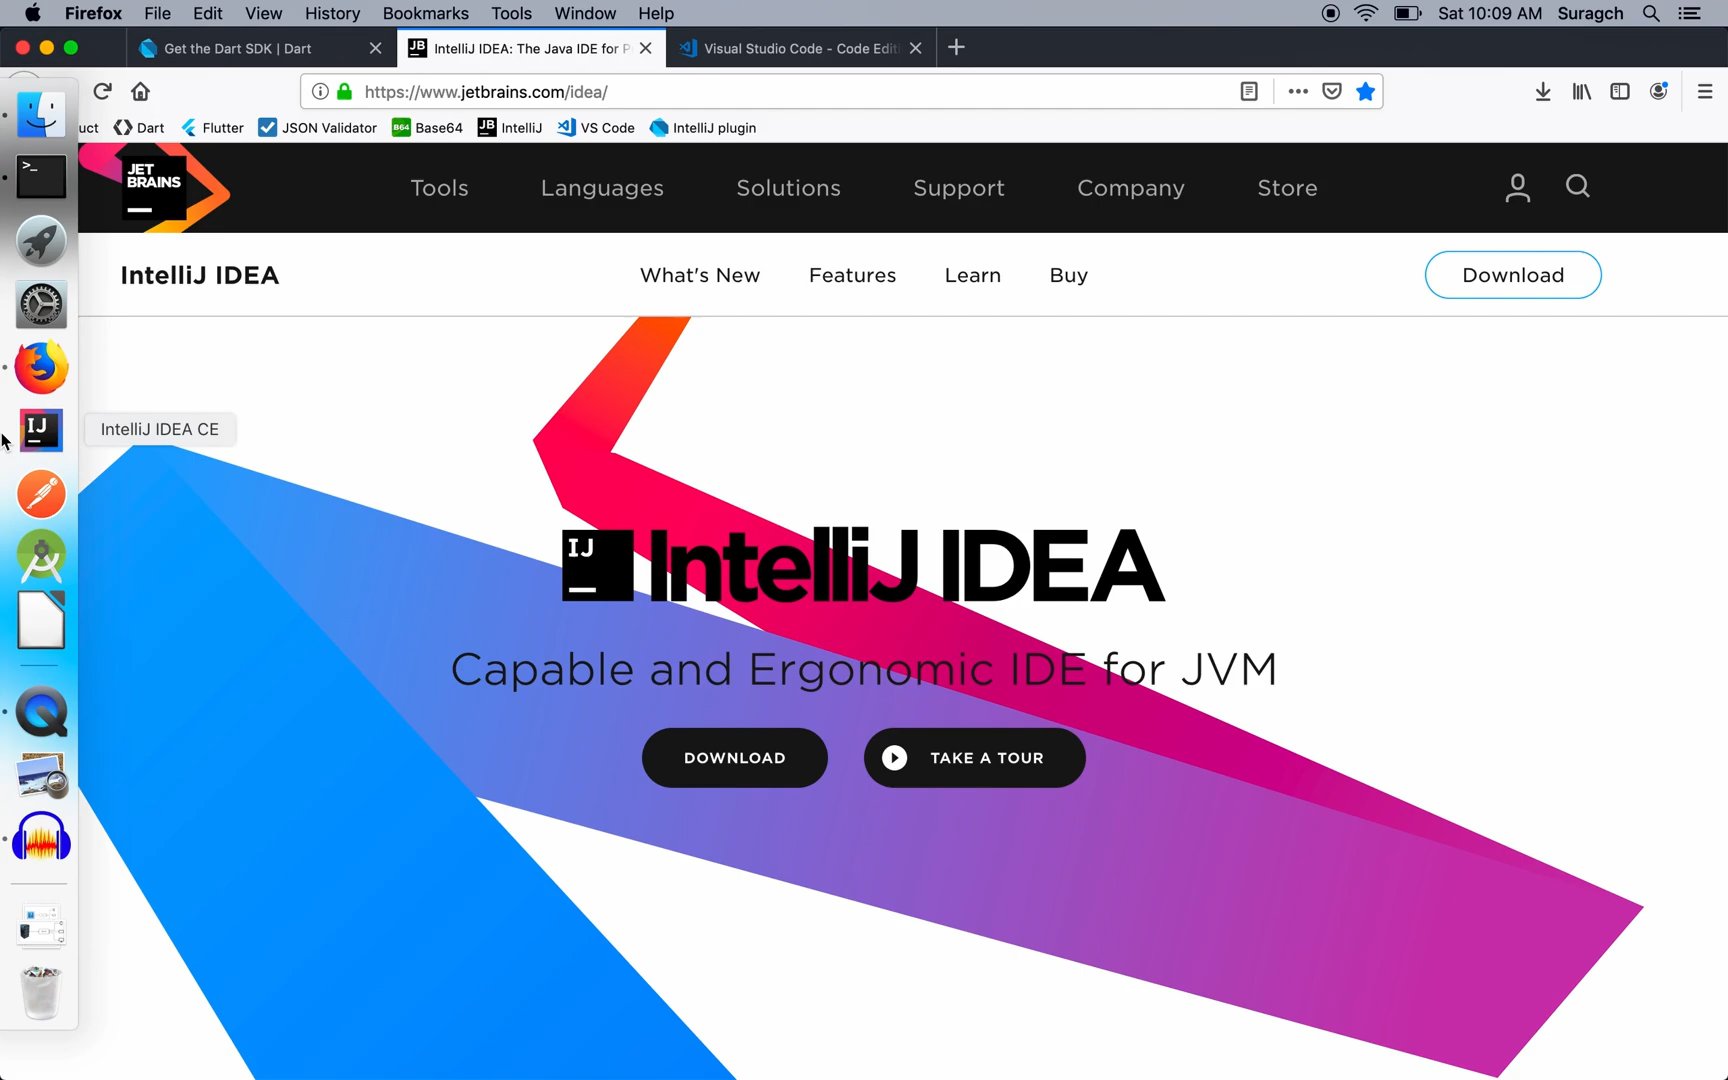 Firefox File Edit View History Bookmarks Tools Window Help Sat 10:09 AM Suragch
Get the Dart SDK | Dart
JB IntelliJ IDEA: The Java IDE for P
Visual Studio Code - Code Edit
https://www.jetbrains.com/idea/
uct Dart Flutter JSON Validator B64 Base64 JB IntelliJ VS Code IntelliJ plugin
JET
BRAINS
Tools Languages Solutions Support Company Store
IntelliJ IDEA What's New Features Learn Buy Download
>_
IJ
IntelliJ IDEA CE
IJ IntelliJ IDEA
Capable and Ergonomic IDE for JVM
DOWNLOAD TAKE A TOUR